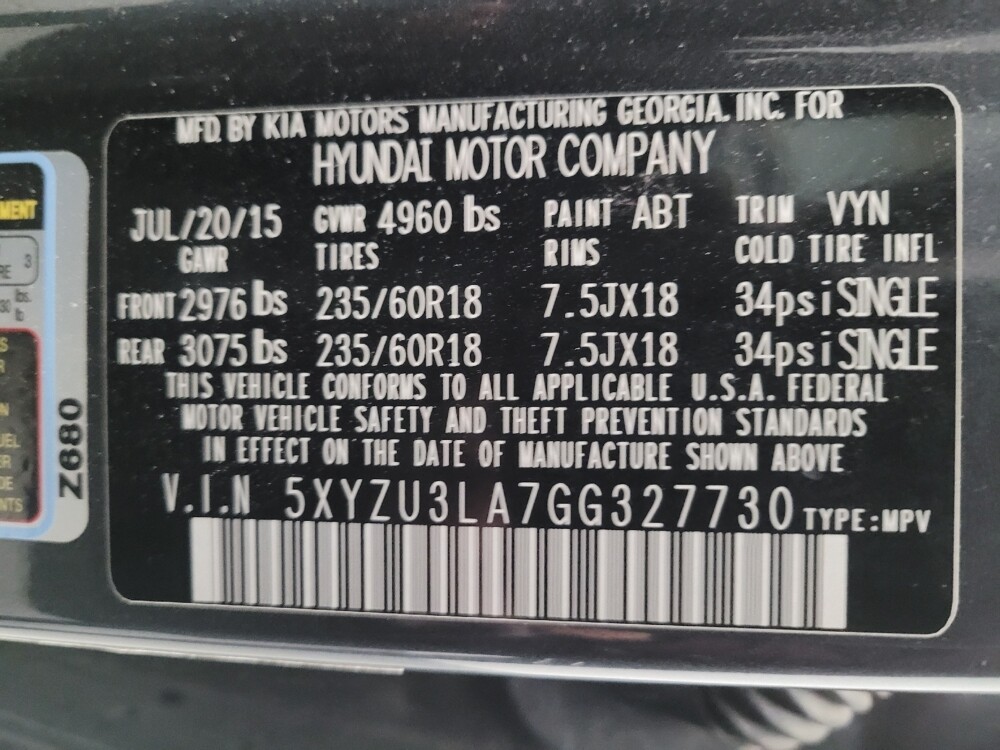 MFD. BY KIA MOTORS MANUFACTURING GEORGIA. INC. FOR
HYUNDAI MOTOR COMPANY
JUL/20/15 GVWR 4960 lbs PAINT ABT TRIM VYN
GAWR TIRES RIMS COLD TIRE INFL
FRONT 2976 lbs 235/60R18 7.5JX18 34psi SINGLE
REAR 3075 lbs 235/60R18 7.5JX18 34psi SINGLE
THIS VEHICLE CONFORMS TO ALL APPLICABLE U.S.A. FEDERAL
MOTOR VEHICLE SAFETY AND THEFT PREVENTION STANDARDS
IN EFFECT ON THE DATE OF MANUFACTURE SHOWN ABOVE
V.I.N 5XYZU3LA7GG327730 TYPE:MPV
Z680
3
lbs.
lb